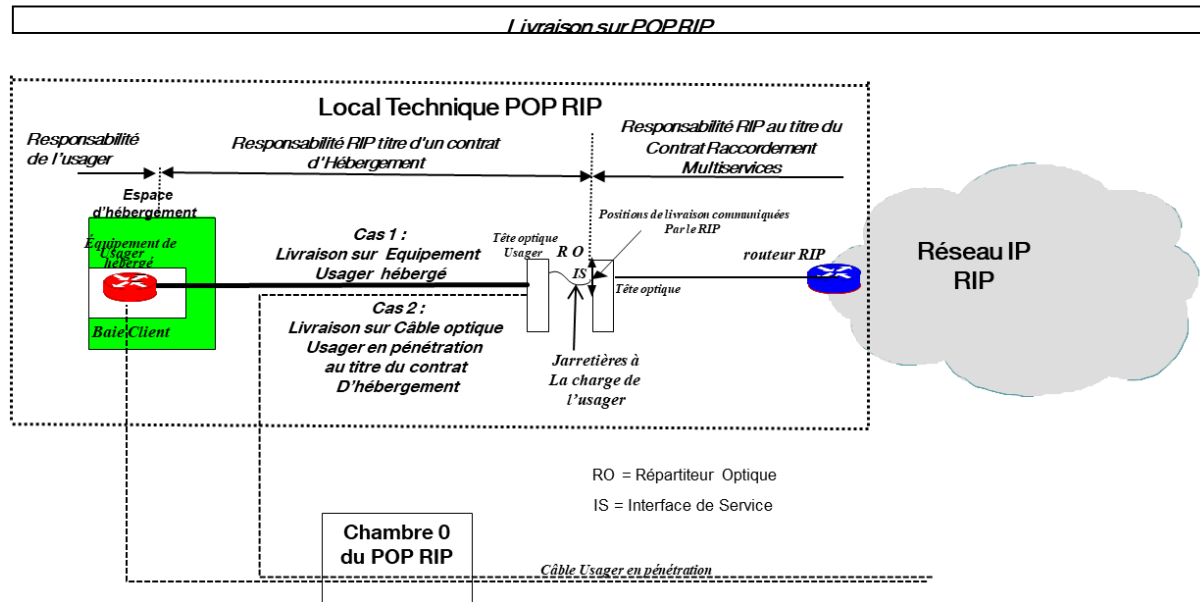 Livraison sur POP RIP
Local Technique POP RIP
Responsabilité
de l'usager
Responsabilité RIP titre d'un contrat
d'Hébergement
Responsabilité RIP au titre du
Contrat Raccordement
Multiservices
Espace
d'hébergement
Équipement de
Usager
hébergé
Baie Client
Cas 1 :
Livraison sur Equipement
Usager hébergé
Cas 2 :
Livraison sur Câble optique
Usager en pénétration
au titre du contrat
D'hébergement
Tête optique
Usager
R O
IS
Positions de livraison communiquées
Par le RIP
Tête optique
routeur RIP
Jarretières à
La charge de
l'usager
Réseau IP
RIP
RO = Répartiteur Optique
IS = Interface de Service
Chambre 0
du POP RIP
Câble Usager en pénétration